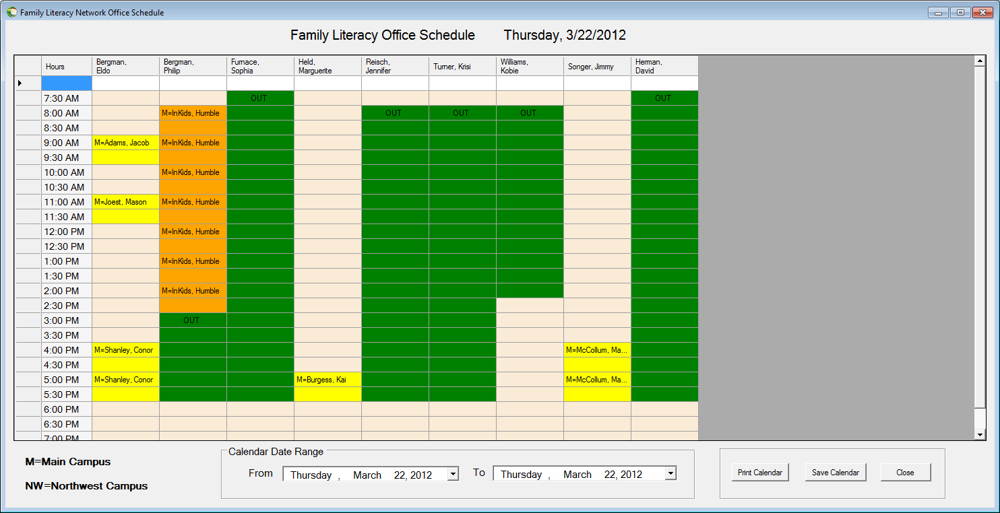 Family Literacy Network Office Schedule
Family Literacy Office Schedule Thursday, 3/22/2012
Hours
Bergman,
Eldo
Bergman,
Philip
Furnace,
Sophia
Held,
Marguerite
Reisch,
Jennifer
Turner, Krisi
Williams,
Kobie
Songer, Jimmy
Herman,
David
7:30 AM OUT OUT
8:00 AM M=InKids, Humble OUT OUT OUT
8:30 AM
9:00 AM M=Adams, Jacob M=InKids, Humble
9:30 AM
10:00 AM M=InKids, Humble
10:30 AM
11:00 AM M=Joest, Mason M=InKids, Humble
11:30 AM
12:00 PM M=InKids, Humble
12:30 PM
1:00 PM M=InKids, Humble
1:30 PM
2:00 PM M=InKids, Humble
2:30 PM
3:00 PM OUT
3:30 PM
4:00 PM M=Shanley, Conor M=McCollum, Ma...
4:30 PM
5:00 PM M=Shanley, Conor M=Burgess, Kai M=McCollum, Ma...
5:30 PM
6:00 PM
6:30 PM
7:00 PM
M=Main Campus
NW=Northwest Campus
Calendar Date Range
From Thursday , March 22, 2012 To Thursday , March 22, 2012
Print Calendar Save Calendar Close